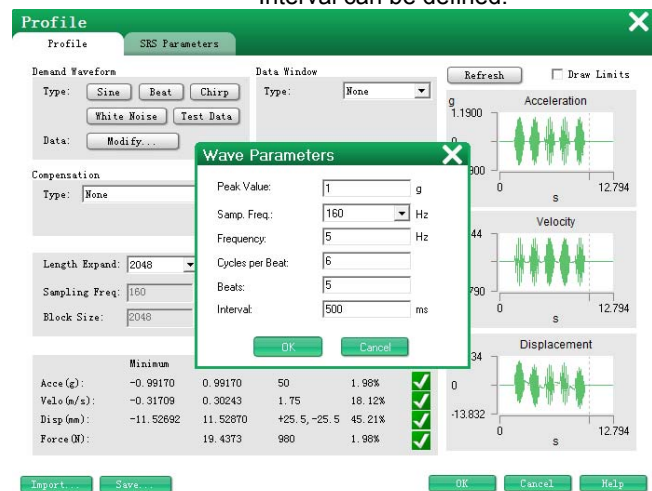 Interval can be defined.
Profile
Profile SRS Parameters
Demand Waveform
Type: Sine Beat Chirp
White Noise Test Data
Data: Modify...
Compensation
Type: None
Data Window
Type: None
Length Expand: 2048
Sampling Freq: 160
Block Size: 2048
Wave Parameters
Peak Value: 1 g
Samp. Freq.: 160 Hz
Frequency: 5 Hz
Cycles per Beat: 6
Beats: 5
Interval: 500 ms
OK Cancel
Refresh Draw Limits
g Acceleration
1.1900
0
0 12.794
s
Velocity
0
0 12.794
s
Displacement
0
-13.832
0 12.794
s
Minimum
Acce(g): -0.99170 0.99170 50 1.98%
Velo(m/s): -0.31709 0.30243 1.75 18.12%
Disp(mm): -11.52692 11.52870 +25.5,-25.5 45.21%
Force(N): 19.4373 980 1.98%
Import... Save... OK Cancel Help